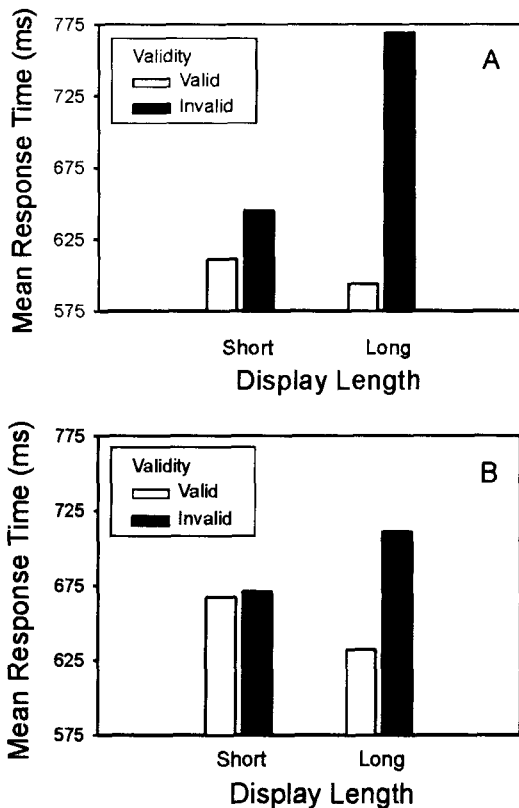 775
725
675
625
575
Mean Response Time (ms)
Validity
Valid
Invalid
A
Short Long
Display Length
775
725
675
625
575
Mean Response Time (ms)
Validity
Valid
Invalid
B
Short Long
Display Length